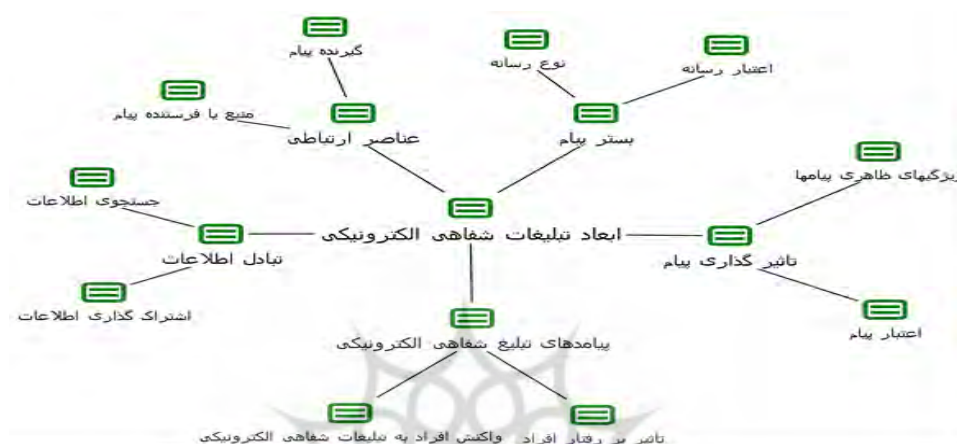 گیرنده پیام
نوع رسانه
اعتبار رسانه
منبع یا فرستنده پیام
عناصر ارتباطی
بستر پیام
ویژگیهای ظاهری پیامها
جستجوی اطلاعات
ابعاد تبلیغات شفاهی الکترونیکی
تبادل اطلاعات
تاثیر گذاری پیام
اشتراک گذاری اطلاعات
اعتبار پیام
پیامدهای تبلیغ شفاهی الکترونیکی
تاثیر بر رفتار افراد
واکنش افراد به تبلیغات شفاهی الکترونیکی